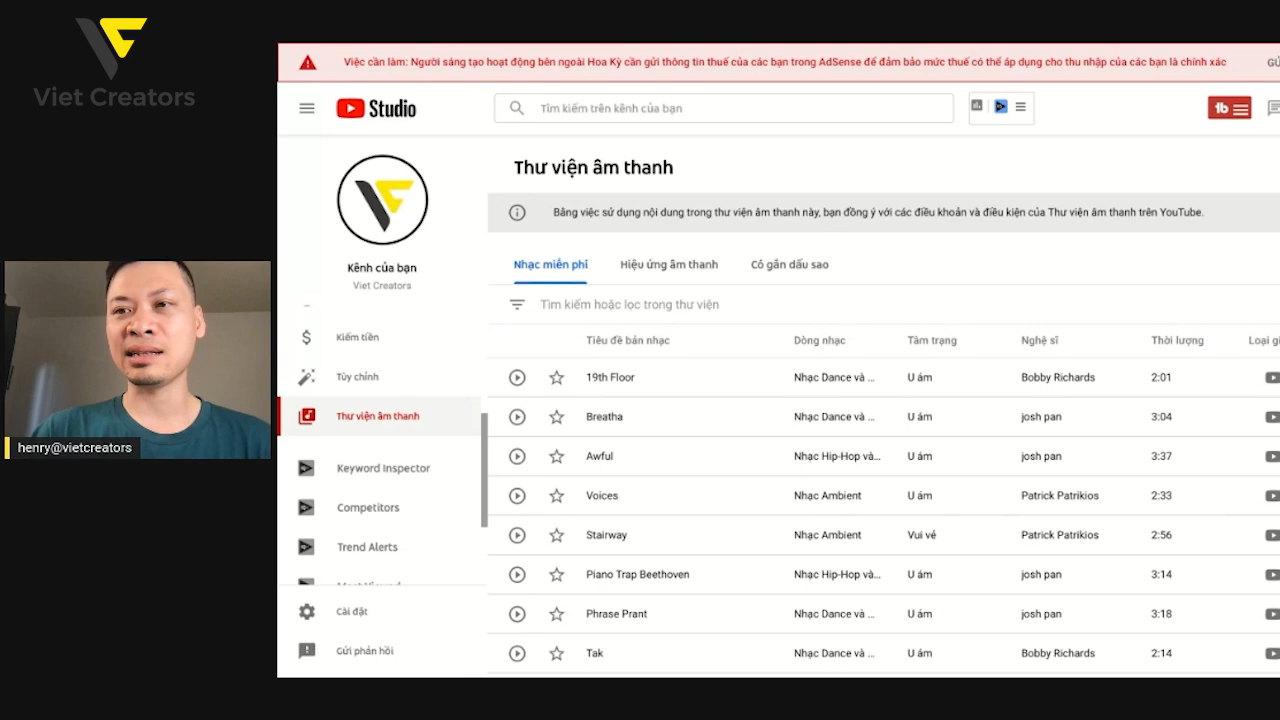 Viet Creators
Việc cần làm: Người sáng tạo hoạt động bên ngoài Hoa Kỳ cần gửi thông tin thuế của các bạn trong AdSense để đảm bảo mức thuế có thể áp dụng cho thu nhập của các bạn là chính xác
Studio
Tìm kiếm trên kênh của bạn
tb
Thư viện âm thanh
Bằng việc sử dụng nội dung trong thư viện âm thanh này, bạn đồng ý với các điều khoản và điều kiện của Thư viện âm thanh trên YouTube.
Kênh của bạn
Viet Creators
Nhạc miễn phí Hiệu ứng âm thanh Có gắn dấu sao
Tìm kiếm hoặc lọc trong thư viện
Kiếm tiền
Tùy chỉnh
Thư viện âm thanh
Keyword Inspector
Competitors
Trend Alerts
Cài đặt
Gửi phản hồi
Tiêu đề bản nhạc Dòng nhạc Tâm trạng Nghệ sĩ Thời lượng Loại
19th Floor Nhạc Dance và ... U ám Bobby Richards 2:01
Breatha Nhạc Dance và ... U ám josh pan 3:04
Awful Nhạc Hip-Hop và... U ám josh pan 3:37
Voices Nhạc Ambient U ám Patrick Patrikios 2:33
Stairway Nhạc Ambient Vui vẻ Patrick Patrikios 2:56
Piano Trap Beethoven Nhạc Hip-Hop và... U ám josh pan 3:14
Phrase Prant Nhạc Dance và ... U ám josh pan 3:18
Tak Nhạc Dance và ... U ám Bobby Richards 2:14
henry@vietcreators